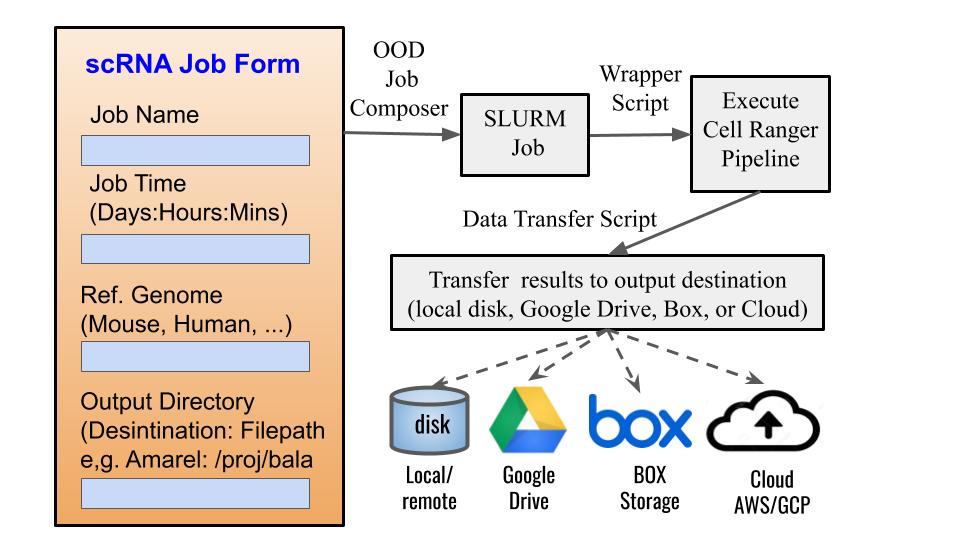 scRNA Job Form
Job Name
Job Time
(Days:Hours:Mins)
Ref. Genome
(Mouse, Human, ...)
Output Directory
(Desintination: Filepath
e,g. Amarel: /proj/bala
OOD
Job
Composer
SLURM
Job
Wrapper
Script
Execute
Cell Ranger
Pipeline
Data Transfer Script
Transfer results to output destination
(local disk, Google Drive, Box, or Cloud)
disk
Local/
remote
Google
Drive
box
BOX
Storage
Cloud
AWS/GCP